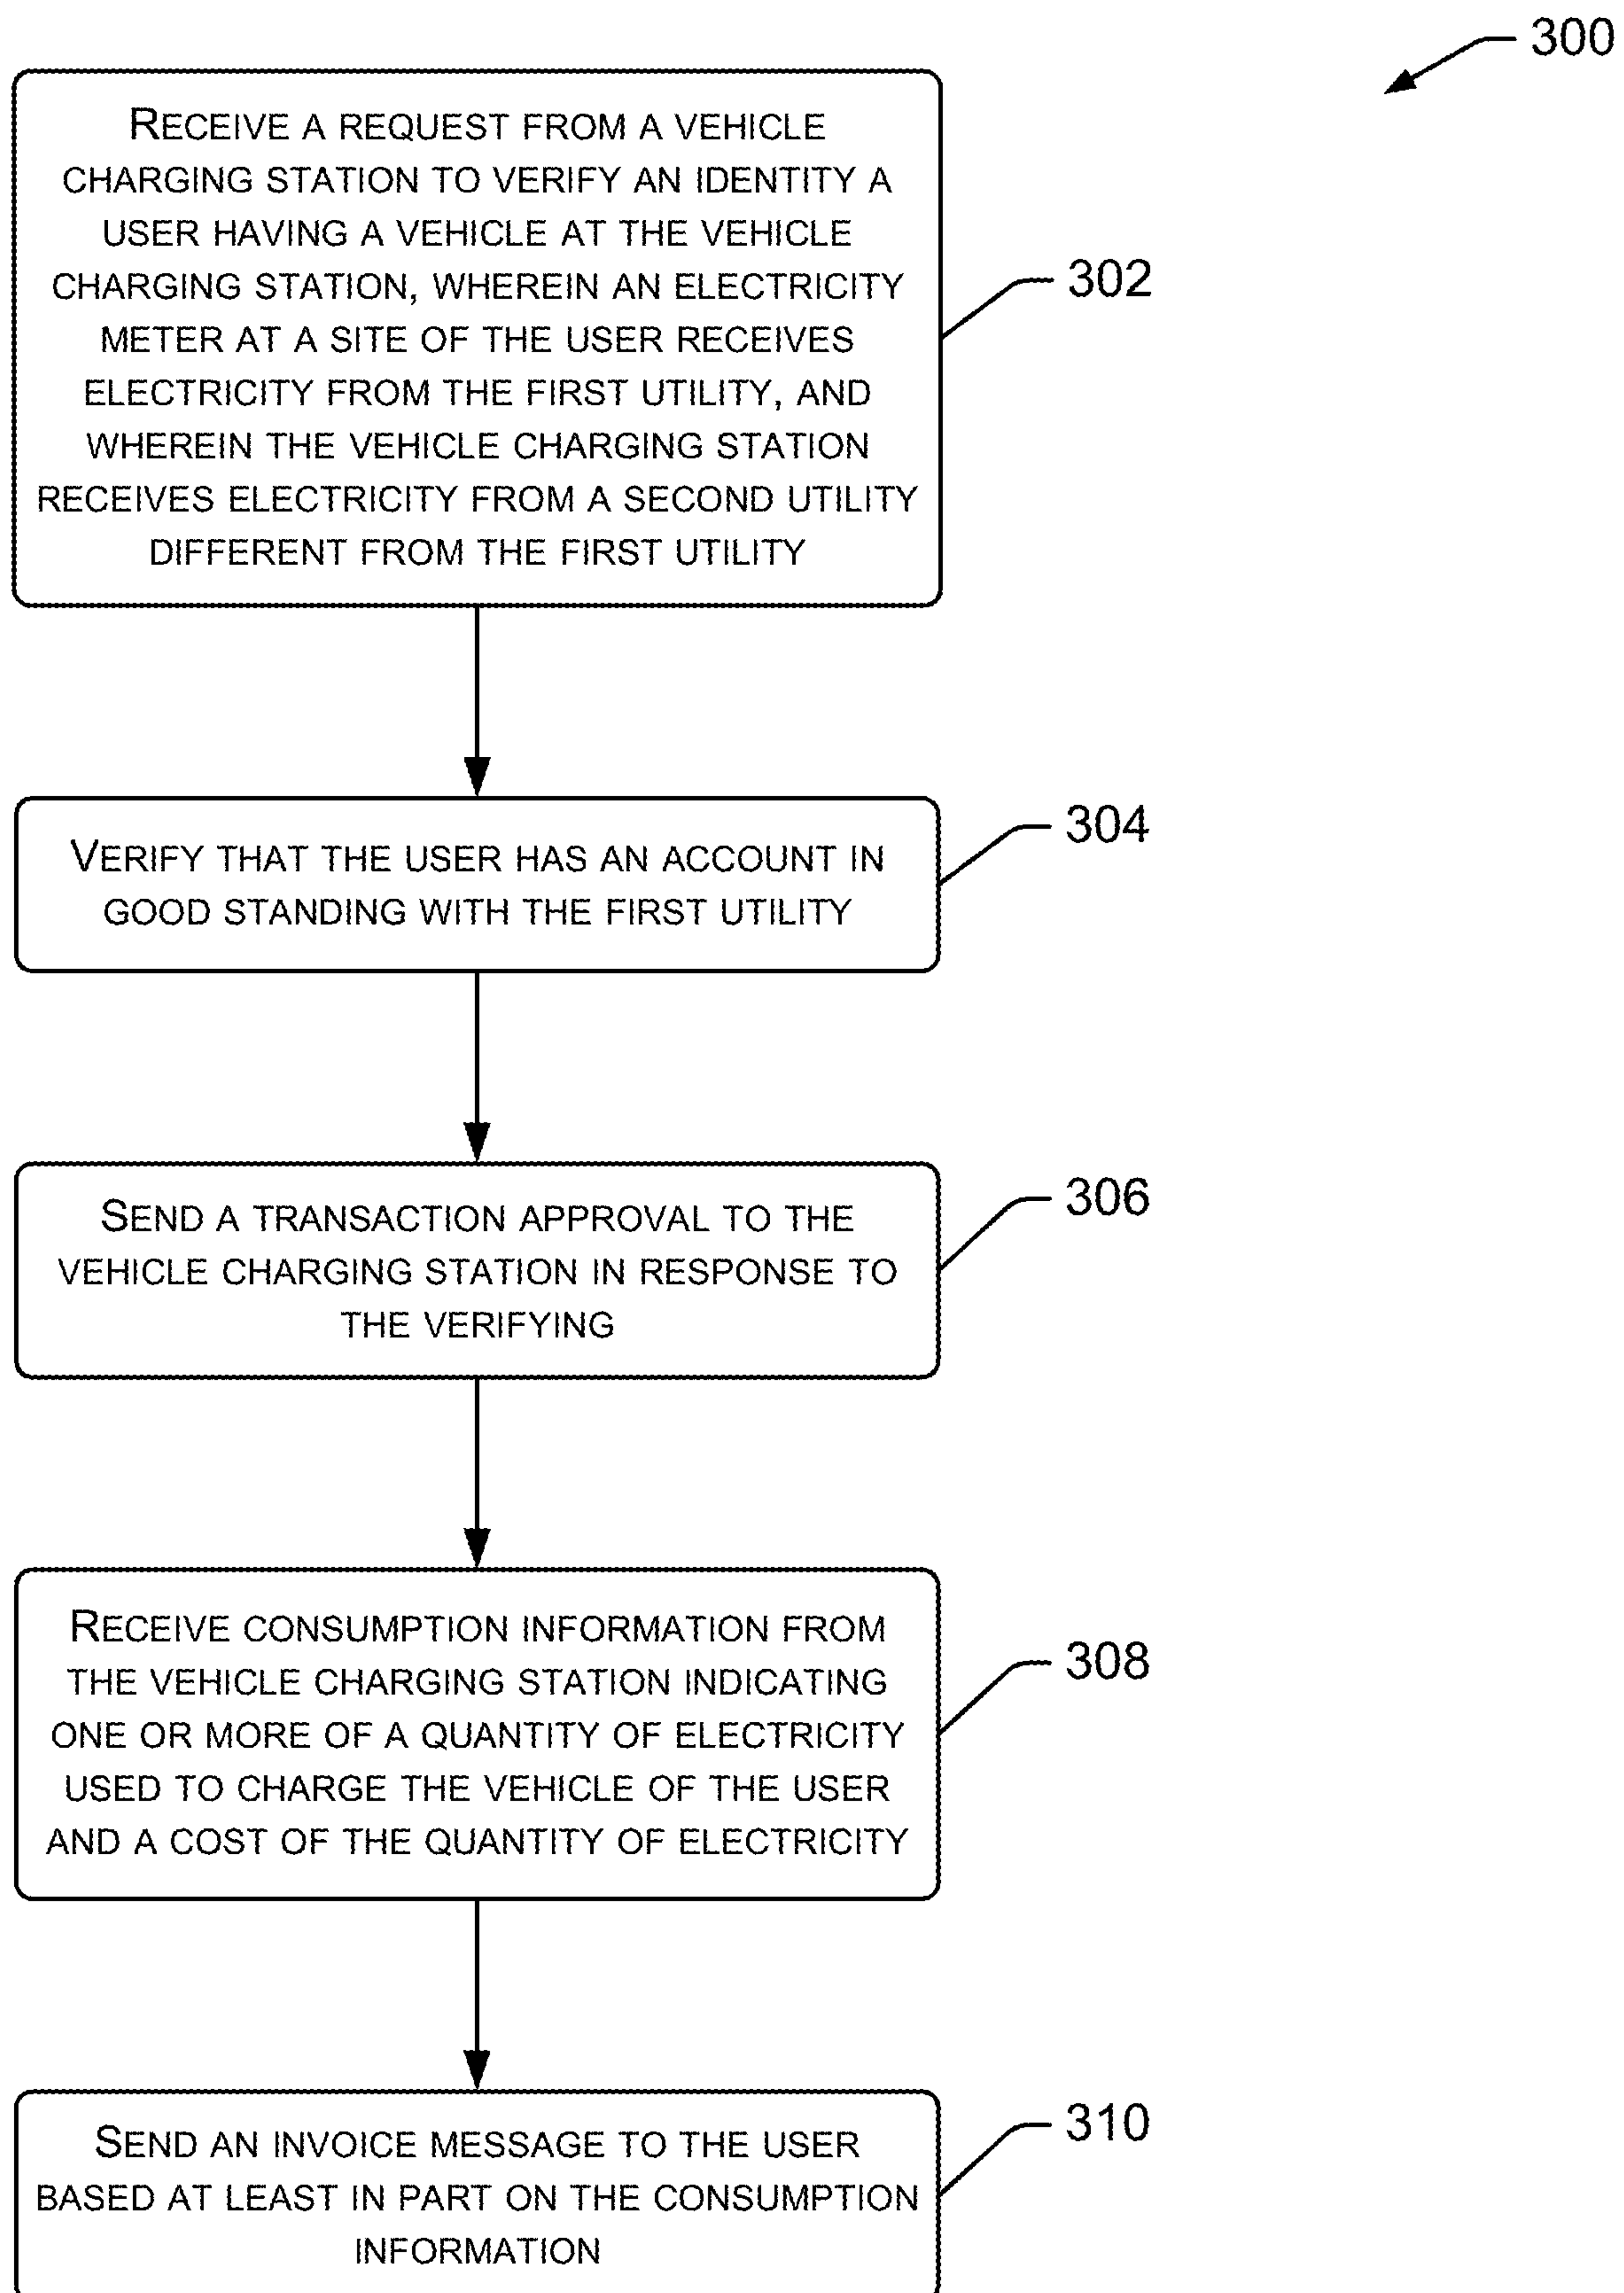 300
RECEIVE A REQUEST FROM A VEHICLE
CHARGING STATION TO VERIFY AN IDENTITY A
USER HAVING A VEHICLE AT THE VEHICLE
CHARGING STATION, WHEREIN AN ELECTRICITY
METER AT A SITE OF THE USER RECEIVES
ELECTRICITY FROM THE FIRST UTILITY, AND
WHEREIN THE VEHICLE CHARGING STATION
RECEIVES ELECTRICITY FROM A SECOND UTILITY
DIFFERENT FROM THE FIRST UTILITY
302
VERIFY THAT THE USER HAS AN ACCOUNT IN
GOOD STANDING WITH THE FIRST UTILITY
304
SEND A TRANSACTION APPROVAL TO THE
VEHICLE CHARGING STATION IN RESPONSE TO
THE VERIFYING
306
RECEIVE CONSUMPTION INFORMATION FROM
THE VEHICLE CHARGING STATION INDICATING
ONE OR MORE OF A QUANTITY OF ELECTRICITY
USED TO CHARGE THE VEHICLE OF THE USER
AND A COST OF THE QUANTITY OF ELECTRICITY
308
SEND AN INVOICE MESSAGE TO THE USER
BASED AT LEAST IN PART ON THE CONSUMPTION
INFORMATION
310